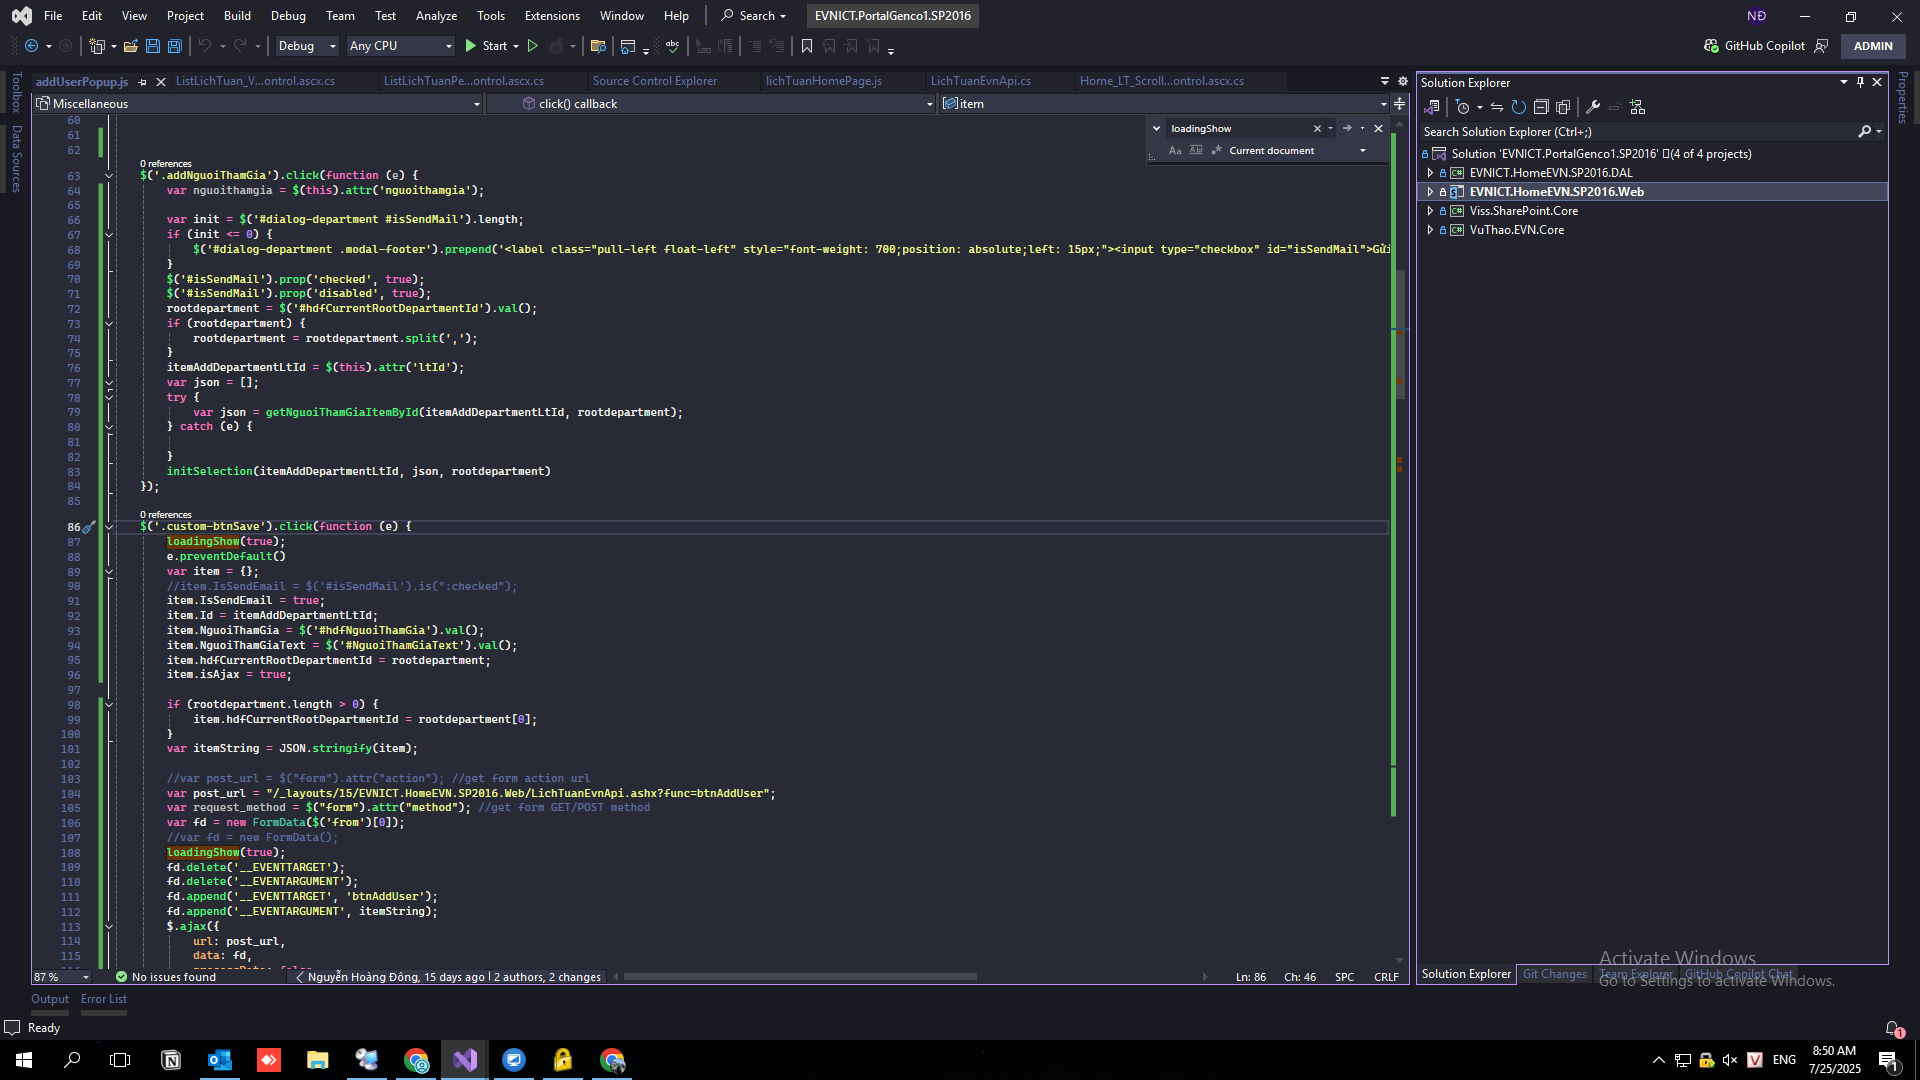 File Edit View Project Build Debug Team Test Analyze Tools Extensions Window Help Search EVNICT.PortalGenco1.SP2016 NĐ
Debug Any CPU Start GitHub Copilot ADMIN
addUserPopup.js ListLichTuan_V...ontrol.ascx.cs ListLichTuanPe...ontrol.ascx.cs Source Control Explorer lichTuanHomePage.js LichTuanEvnApi.cs Home_LT_Scroll...ontrol.ascx.cs
Miscellaneous click() callback item
Toolbox
Data Sources
loadingShow
Aa Current document
60
61
62
0 references
63 $('.addNguoiThamGia').click(function (e) {
64 var nguoithamgia = $(this).attr('nguoithamgia');
65
66 var init = $('#dialog-department #isSendMail').length;
67 if (init <= 0) {
68 $('#dialog-department .modal-footer').prepend('<label class="pull-left float-left" style="font-weight: 700;position: absolute;left: 15px;"><input type="checkbox" id="isSendMail">Gửi
69 }
70 $('#isSendMail').prop('checked', true);
71 $('#isSendMail').prop('disabled', true);
72 rootdepartment = $('#hdfCurrentRootDepartmentId').val();
73 if (rootdepartment) {
74 rootdepartment = rootdepartment.split(',');
75 }
76 itemAddDepartmentLtId = $(this).attr('ltId');
77 var json = [];
78 try {
79 var json = getNguoiThamGiaItemById(itemAddDepartmentLtId, rootdepartment);
80 } catch (e) {
81
82 }
83 initSelection(itemAddDepartmentLtId, json, rootdepartment)
84 });
85
0 references
86 $('.custom-btnSave').click(function (e) {
87 loadingShow(true);
88 e.preventDefault()
89 var item = {};
90 //item.IsSendEmail = $('#isSendMail').is(":checked");
91 item.IsSendEmail = true;
92 item.Id = itemAddDepartmentLtId;
93 item.NguoiThamGia = $('#hdfNguoiThamGia').val();
94 item.NguoiThamGiaText = $('#NguoiThamGiaText').val();
95 item.hdfCurrentRootDepartmentId = rootdepartment;
96 item.isAjax = true;
97
98 if (rootdepartment.length > 0) {
99 item.hdfCurrentRootDepartmentId = rootdepartment[0];
100 }
101 var itemString = JSON.stringify(item);
102
103 //var post_url = $("form").attr("action"); //get form action url
104 var post_url = "/_layouts/15/EVNICT.HomeEVN.SP2016.Web/LichTuanEvnApi.ashx?func=btnAddUser";
105 var request_method = $("form").attr("method"); //get form GET/POST method
106 var fd = new FormData($('from')[0]);
107 //var fd = new FormData();
108 loadingShow(true);
109 fd.delete('__EVENTTARGET');
110 fd.delete('__EVENTARGUMENT');
111 fd.append('__EVENTTARGET', 'btnAddUser');
112 fd.append('__EVENTARGUMENT', itemString);
113 $.ajax({
114 url: post_url,
115 data: fd,
87 % No issues found Nguyễn Hoàng Đông, 15 days ago | 2 authors, 2 changes Ln: 86 Ch: 46 SPC CRLF
Output Error List
Ready
Solution Explorer
Search Solution Explorer (Ctrl+;)
Solution 'EVNICT.PortalGenco1.SP2016' (4 of 4 projects)
EVNICT.HomeEVN.SP2016.DAL
EVNICT.HomeEVN.SP2016.Web
Viss.SharePoint.Core
VuThao.EVN.Core
Properties
Activate Windows
Go to Settings to activate Windows.
Solution Explorer Git Changes Team Explorer GitHub Copilot Chat
1
ENG 8:50 AM
7/25/2025 1